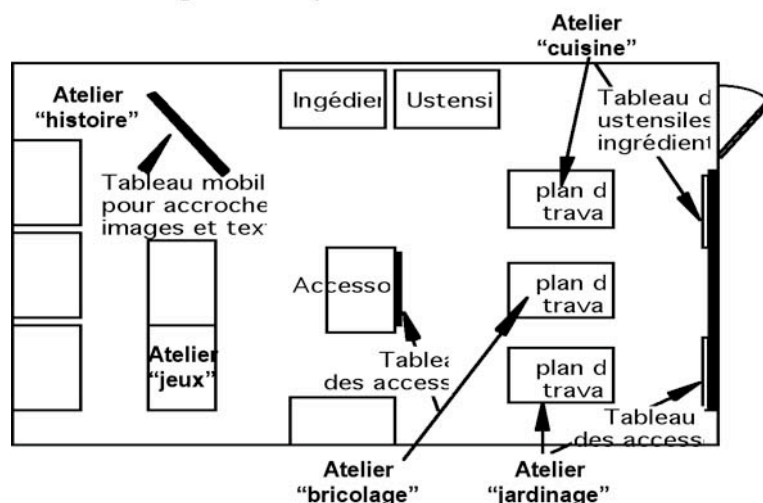 Atelier
“cuisine”
Atelier
“histoire”
Ingédier
Ustensi
Tableau d
ustensiles
ingrédient
Tableau mobil
pour accroche
images et tex
plan d
trava
Accesso
plan d
trava
Atelier
“jeux”
Tablea
des access
plan d
trava
Tableau
des access
Atelier
“bricolage”
Atelier
“jardinage”